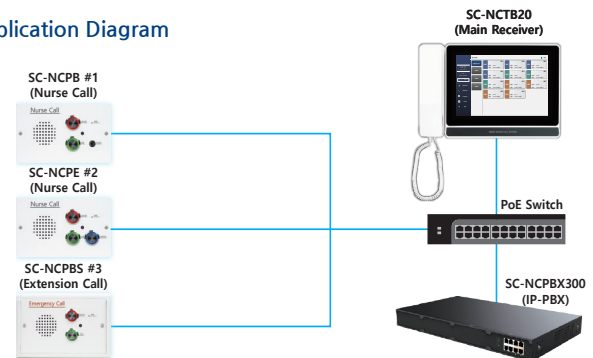 plication Diagram
SC-NCTB20
(Main Receiver)
SC-NCPB #1
(Nurse Call)
Nurse Call
SC-NCPE #2
(Nurse Call)
Nurse Call
PoE Switch
SC-NCPBS #3
(Extension Call)
Emergency Call
SC-NCPBX300
(IP-PBX)